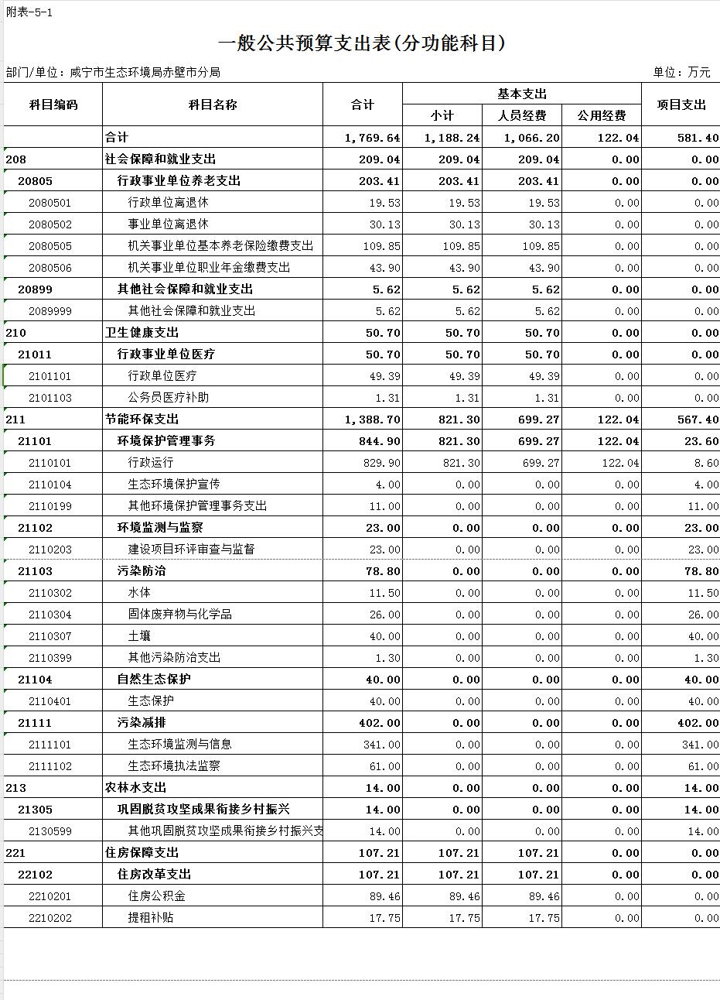 附表-5-1
一般公共预算支出表(分功能科目)
部门/单位：咸宁市生态环境局赤壁市分局 单位：万元
科目编码 科目名称 合计 基本支出 项目支出
小计 人员经费 公用经费
合计 1,769.64 1,188.24 1,066.20 122.04 581.40
208 社会保障和就业支出 209.04 209.04 209.04 0.00 0.00
20805 行政事业单位养老支出 203.41 203.41 203.41 0.00 0.00
2080501 行政单位离退休 19.53 19.53 19.53 0.00 0.00
2080502 事业单位离退休 30.13 30.13 30.13 0.00 0.00
2080505 机关事业单位基本养老保险缴费支出 109.85 109.85 109.85 0.00 0.00
2080506 机关事业单位职业年金缴费支出 43.90 43.90 43.90 0.00 0.00
20899 其他社会保障和就业支出 5.62 5.62 5.62 0.00 0.00
2089999 其他社会保障和就业支出 5.62 5.62 5.62 0.00 0.00
210 卫生健康支出 50.70 50.70 50.70 0.00 0.00
21011 行政事业单位医疗 50.70 50.70 50.70 0.00 0.00
2101101 行政单位医疗 49.39 49.39 49.39 0.00 0.00
2101103 公务员医疗补助 1.31 1.31 1.31 0.00 0.00
211 节能环保支出 1,388.70 821.30 699.27 122.04 567.40
21101 环境保护管理事务 844.90 821.30 699.27 122.04 23.60
2110101 行政运行 829.90 821.30 699.27 122.04 8.60
2110104 生态环境保护宣传 4.00 0.00 0.00 0.00 4.00
2110199 其他环境保护管理事务支出 11.00 0.00 0.00 0.00 11.00
21102 环境监测与监察 23.00 0.00 0.00 0.00 23.00
2110203 建设项目环评审查与监督 23.00 0.00 0.00 0.00 23.00
21103 污染防治 78.80 0.00 0.00 0.00 78.80
2110302 水体 11.50 0.00 0.00 0.00 11.50
2110304 固体废弃物与化学品 26.00 0.00 0.00 0.00 26.00
2110307 土壤 40.00 0.00 0.00 0.00 40.00
2110399 其他污染防治支出 1.30 0.00 0.00 0.00 1.30
21104 自然生态保护 40.00 0.00 0.00 0.00 40.00
2110401 生态保护 40.00 0.00 0.00 0.00 40.00
21111 污染减排 402.00 0.00 0.00 0.00 402.00
2111101 生态环境监测与信息 341.00 0.00 0.00 0.00 341.00
2111102 生态环境执法监察 61.00 0.00 0.00 0.00 61.00
213 农林水支出 14.00 0.00 0.00 0.00 14.00
21305 巩固脱贫攻坚成果衔接乡村振兴 14.00 0.00 0.00 0.00 14.00
2130599 其他巩固脱贫攻坚成果衔接乡村振兴支 14.00 0.00 0.00 0.00 14.00
221 住房保障支出 107.21 107.21 107.21 0.00 0.00
22102 住房改革支出 107.21 107.21 107.21 0.00 0.00
2210201 住房公积金 89.46 89.46 89.46 0.00 0.00
2210202 提租补贴 17.75 17.75 17.75 0.00 0.00